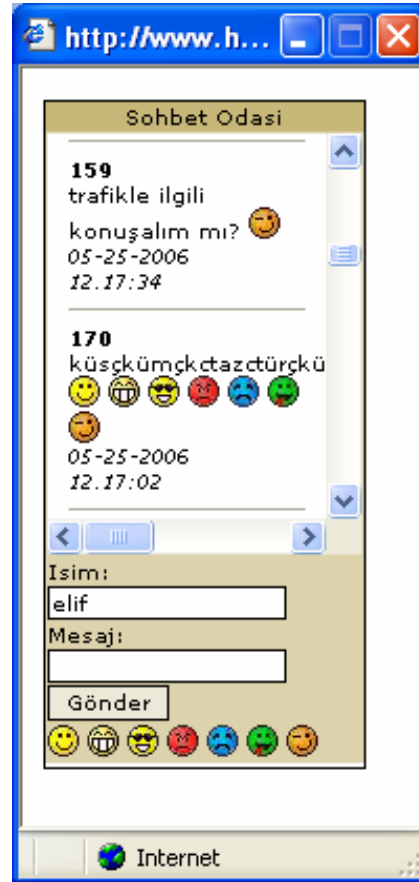 http://www.h...
Sohbet Odasi
159
trafikle ilgili
konuşalım mı?
05-25-2006
12.17:34
170
küsçkümçkctazctürçkü
05-25-2006
12.17:02
Isim:
elif
Mesaj:
Gönder
Internet